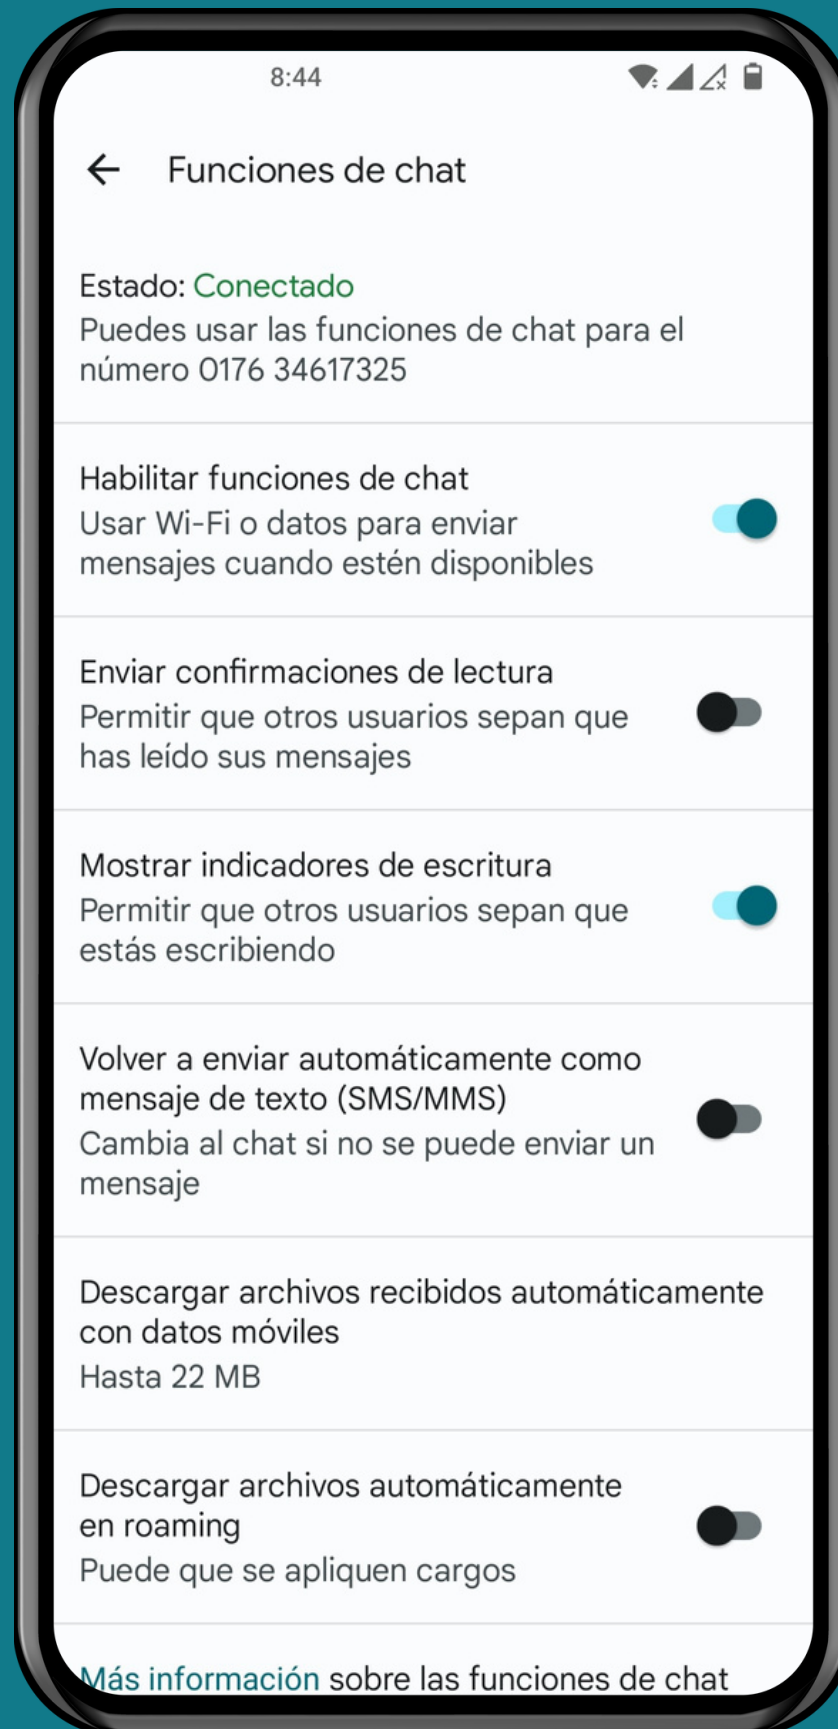 8:44
Funciones de chat
Estado: Conectado
Puedes usar las funciones de chat para el
número 0176 34617325
Habilitar funciones de chat
Usar Wi-Fi o datos para enviar
mensajes cuando estén disponibles
Enviar confirmaciones de lectura
Permitir que otros usuarios sepan que
has leído sus mensajes
Mostrar indicadores de escritura
Permitir que otros usuarios sepan que
estás escribiendo
Volver a enviar automáticamente como
mensaje de texto (SMS/MMS)
Cambia al chat si no se puede enviar un
mensaje
Descargar archivos recibidos automáticamente
con datos móviles
Hasta 22 MB
Descargar archivos automáticamente
en roaming
Puede que se apliquen cargos
Más información sobre las funciones de chat